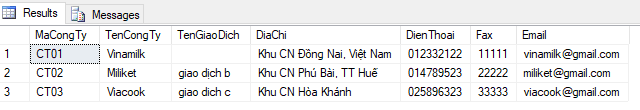 Results Messages
MaCongTy TenCongTy TenGiaoDich DiaChi DienThoai Fax Email
1 CT01 Vinamilk Khu CN Đồng Nai, Việt Nam 012332122 11111 vinamilk@gmail.com
2 CT02 Miliket giao dịch b Khu CN Phú Bài, TT Huế 014789523 22222 miliket@gmail.com
3 CT03 Viacook giao dịch c Khu CN Hòa Khánh 025896323 33333 viacook@gmail.com